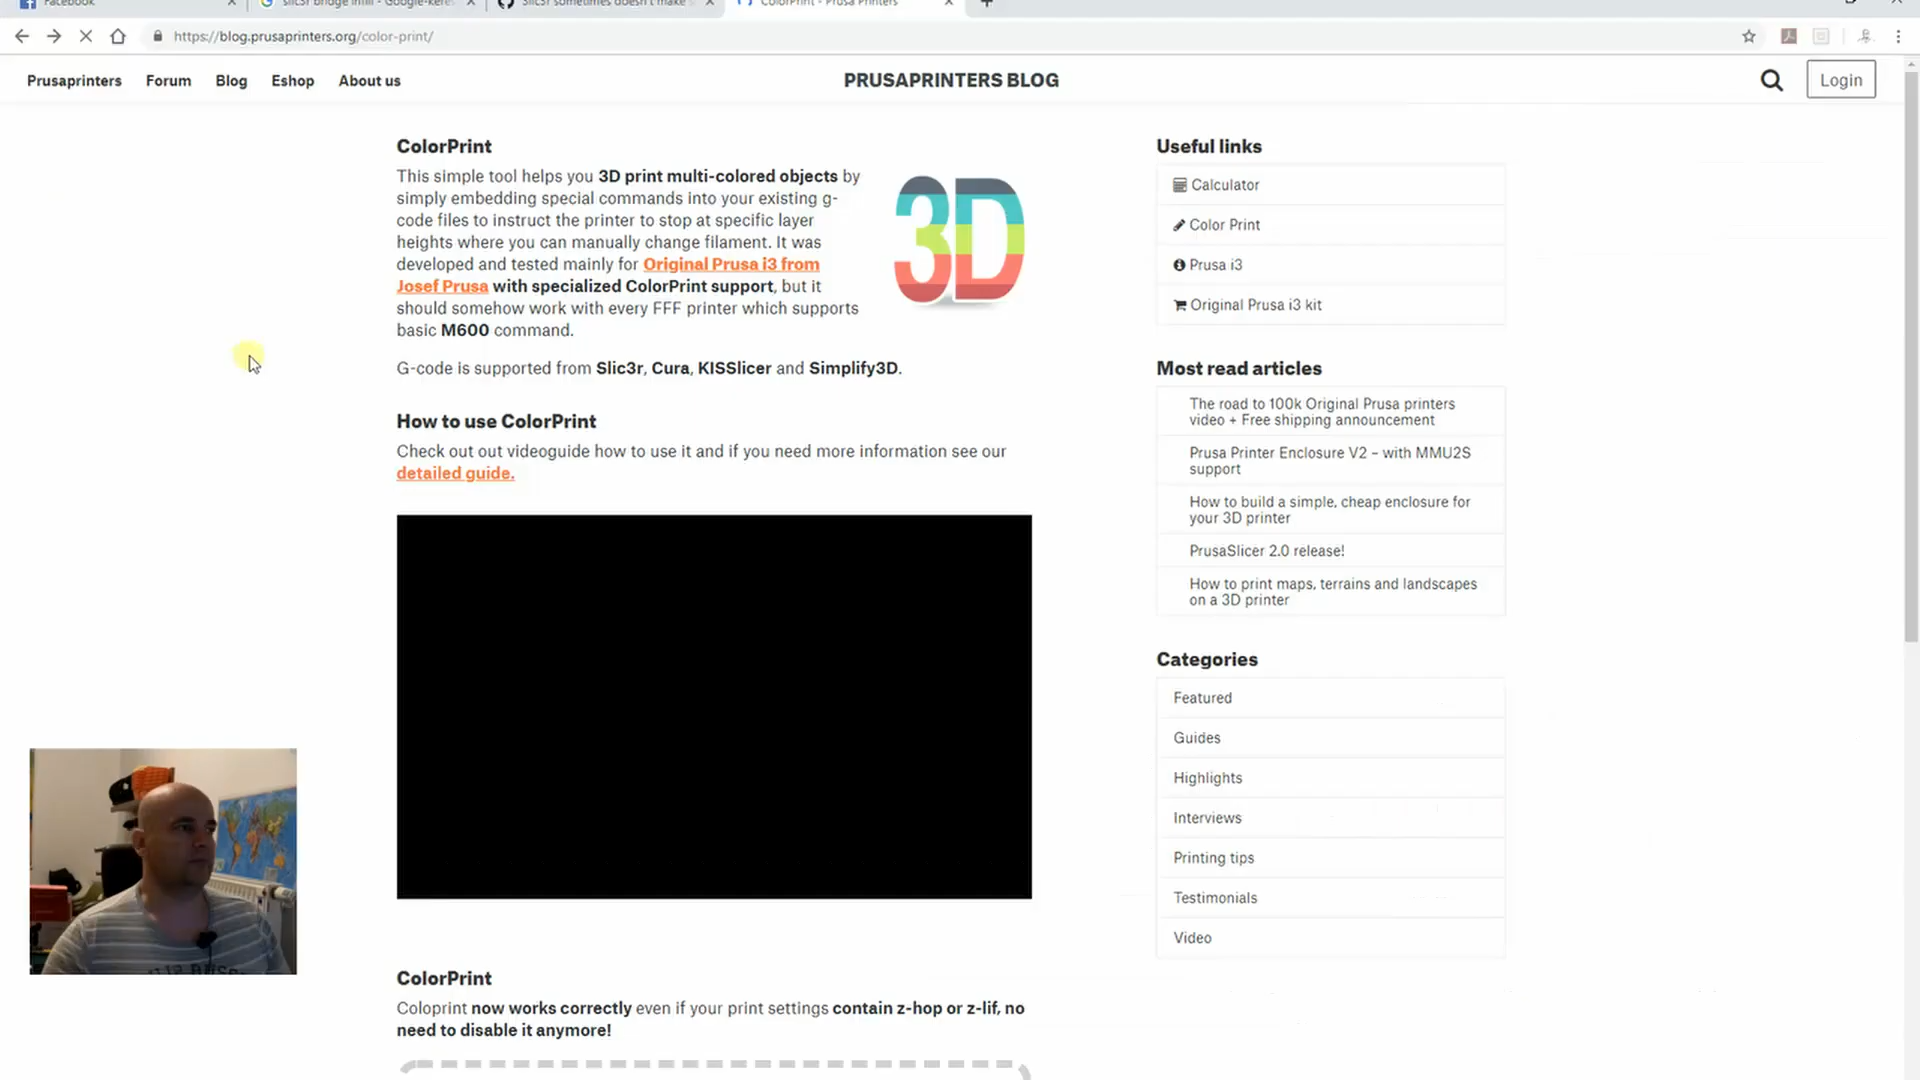 Facebook
slic3r bridge infill - Google-keres
Slic3r sometimes doesn't make
ColorPrint - Prusa Printers
https://blog.prusaprinters.org/color-print/
Prusaprinters
Forum
Blog
Eshop
About us
PRUSAPRINTERS BLOG
Login
ColorPrint
This simple tool helps you 3D print multi-colored objects by
simply embedding special commands into your existing g-
code files to instruct the printer to stop at specific layer
heights where you can manually change filament. It was
developed and tested mainly for Original Prusa i3 from
Josef Prusa with specialized ColorPrint support, but it
should somehow work with every FFF printer which supports
basic M600 command.
3D
G-code is supported from Slic3r, Cura, KISSlicer and Simplify3D.
How to use ColorPrint
Check out out videoguide how to use it and if you need more information see our
detailed guide.
ColorPrint
Coloprint now works correctly even if your print settings contain z-hop or z-lif, no
need to disable it anymore!
Useful links
Calculator
Color Print
Prusa i3
Original Prusa i3 kit
Most read articles
The road to 100k Original Prusa printers
video + Free shipping announcement
Prusa Printer Enclosure V2 – with MMU2S
support
How to build a simple, cheap enclosure for
your 3D printer
PrusaSlicer 2.0 release!
How to print maps, terrains and landscapes
on a 3D printer
Categories
Featured
Guides
Highlights
Interviews
Printing tips
Testimonials
Video